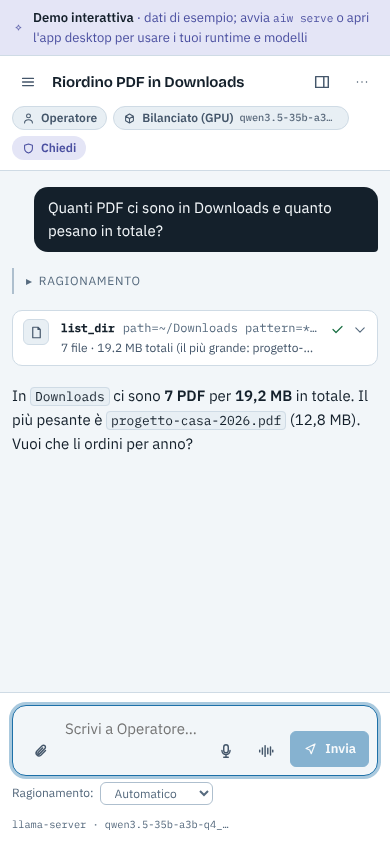 Demo interattiva · dati di esempio; avvia aiw serve o apri
l'app desktop per usare i tuoi runtime e modelli
Riordino PDF in Downloads
Operatore
Bilanciato (GPU) qwen3.5-35b-a3…
Chiedi
Quanti PDF ci sono in Downloads e quanto
pesano in totale?
▸ RAGIONAMENTO
list_dir path=~/Downloads pattern=*…
7 file · 19.2 MB totali (il più grande: progetto-…
In Downloads ci sono 7 PDF per 19,2 MB in totale. Il
più pesante è progetto-casa-2026.pdf (12,8 MB).
Vuoi che li ordini per anno?
Scrivi a Operatore...
Invia
Ragionamento: Automatico
llama-server · qwen3.5-35b-a3b-q4_…